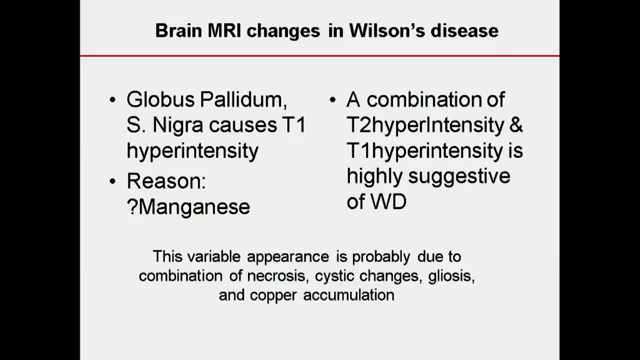 Brain MRI changes in Wilson's disease
• Globus Pallidum,
S. Nigra causes T1
hyperintensity
• Reason:
?Manganese
• A combination of
T2hyperIntensity &
T1hyperintensity is
highly suggestive
of WD
This variable appearance is probably due to
combination of necrosis, cystic changes, gliosis,
and copper accumulation